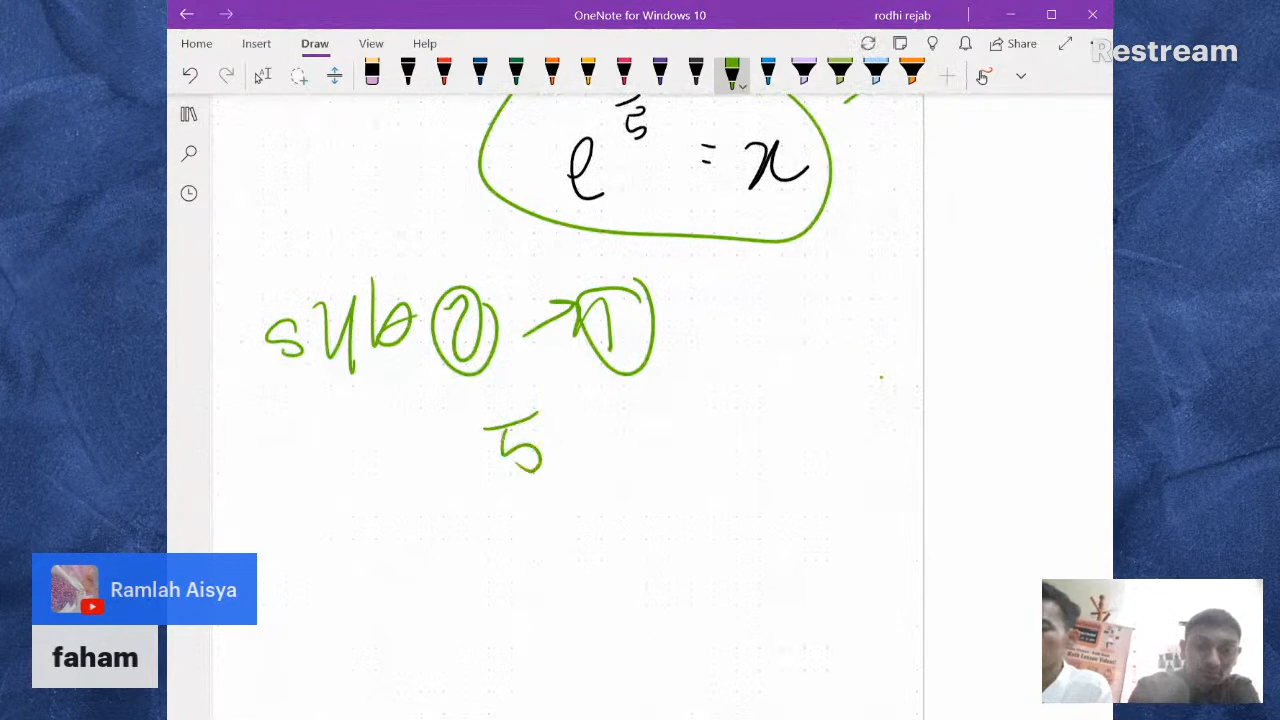 OneNote for Windows 10
rodhi rejab
Home Insert Draw View Help
Share
Restream
5
e = x
sub ② → ①
5
Ramlah Aisya
faham